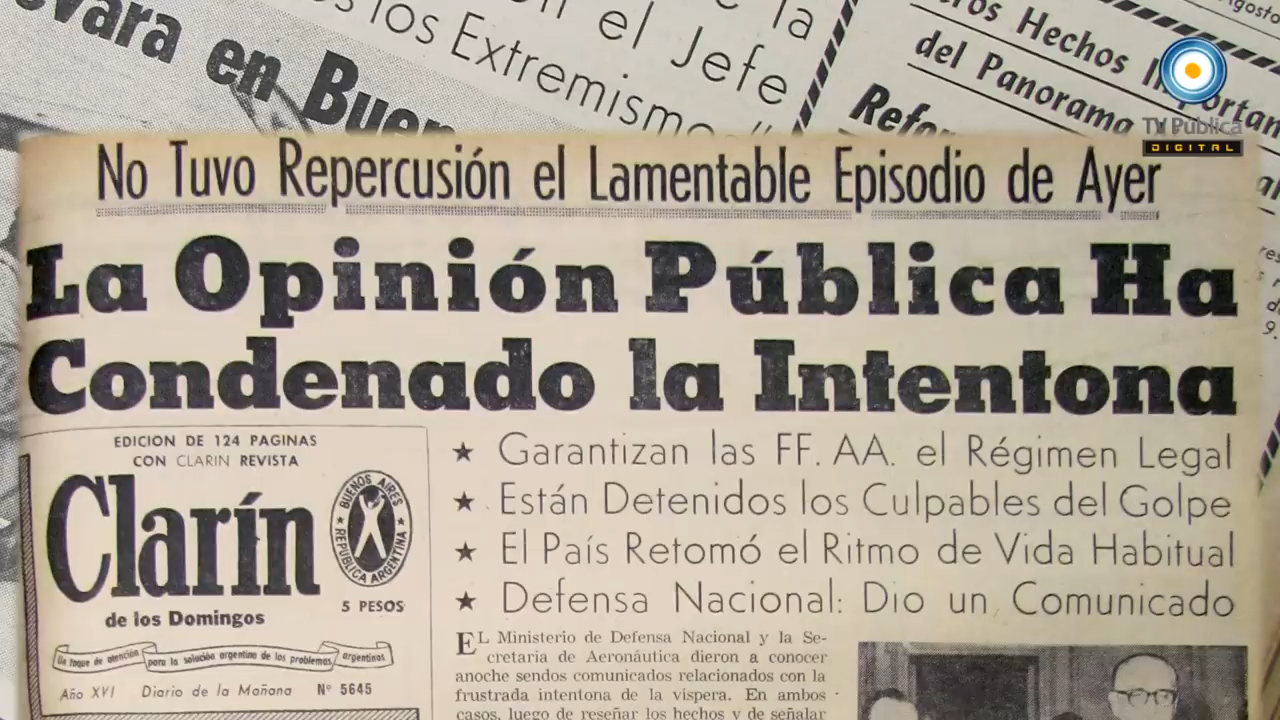 en
el Jefe
la
los Extremismo
en Buen
Hechos
del Panorama
TV Pública
DIGITAL
No Tuvo Repercusión el Lamentable Episodio de Ayer
La Opinión Pública Ha
Condenado la Intentona
EDICION DE 124 PAGINAS
CON CLARIN REVISTA
Clarín
BUENOS AIRES
REPUBLICA ARGENTINA
5 PESOS
de los Domingos
Un toque de atención para la solución argentina de los problemas argentinos
Año XVI Diario de la Mañana Nº 5645
★ Garantizan las FF. AA. el Régimen Legal
★ Están Detenidos los Culpables del Golpe
★ El País Retomó el Ritmo de Vida Habitual
★ Defensa Nacional: Dio un Comunicado
EL Ministerio de Defensa Nacional y la Se-
cretaria de Aeronáutica dieron a conocer
anoche sendos comunicados relacionados con la
frustrada intentona de la víspera. En ambos
casos, luego de reseñar los hechos y de señalar